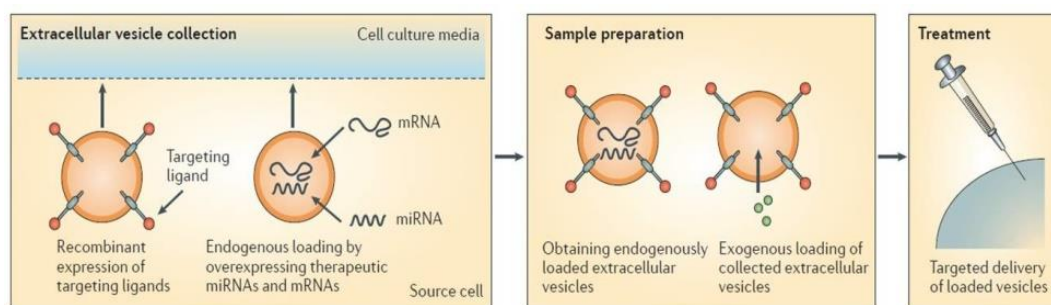 Extracellular vesicle collection
Cell culture media
mRNA
Targeting
ligand
miRNA
Recombinant
expression of
targeting ligands
Endogenous loading by
overexpressing therapeutic
miRNAs and mRNAs
Source cell
Sample preparation
Obtaining endogenously
loaded extracellular
vesicles
Exogenous loading of
collected extracellular
vesicles
Treatment
Targeted delivery
of loaded vesicles